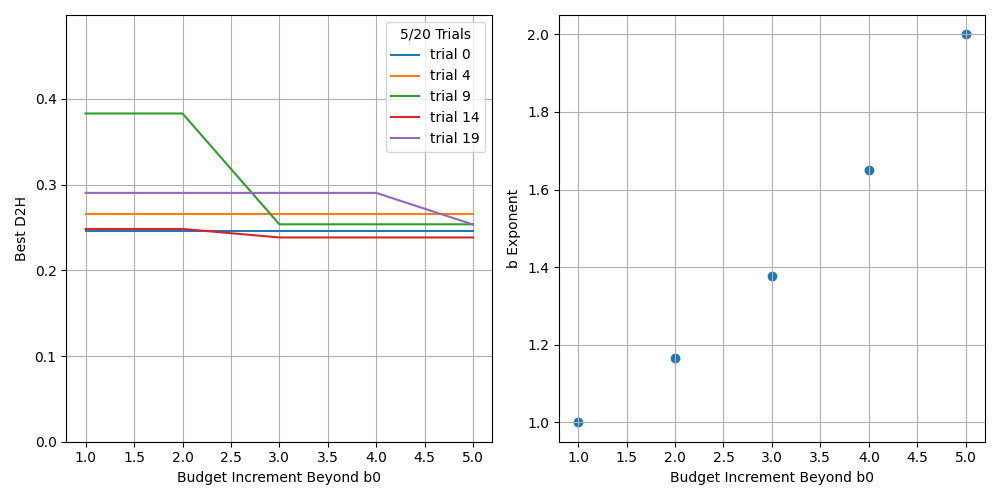 5/20 Trials
trial 0
trial 4
trial 9
trial 14
trial 19
0.4
0.3
0.2
0.1
0.0
Best D2H
1.0 1.5 2.0 2.5 3.0 3.5 4.0 4.5 5.0
Budget Increment Beyond b0
2.0
1.8
1.6
1.4
1.2
1.0
b Exponent
1.0 1.5 2.0 2.5 3.0 3.5 4.0 4.5 5.0
Budget Increment Beyond b0